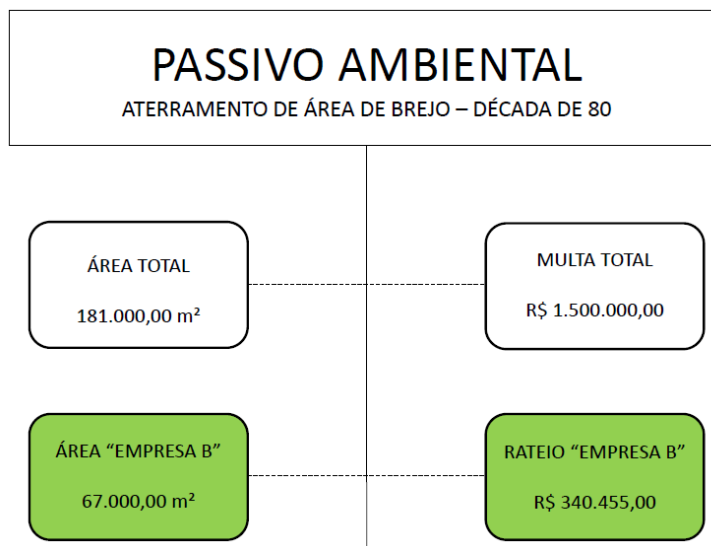 PASSIVO AMBIENTAL
ATERRAMENTO DE ÁREA DE BREJO – DÉCADA DE 80
ÁREA TOTAL
181.000,00 m²
MULTA TOTAL
R$ 1.500.000,00
ÁREA “EMPRESA B”
67.000,00 m²
RATEIO “EMPRESA B”
R$ 340.455,00